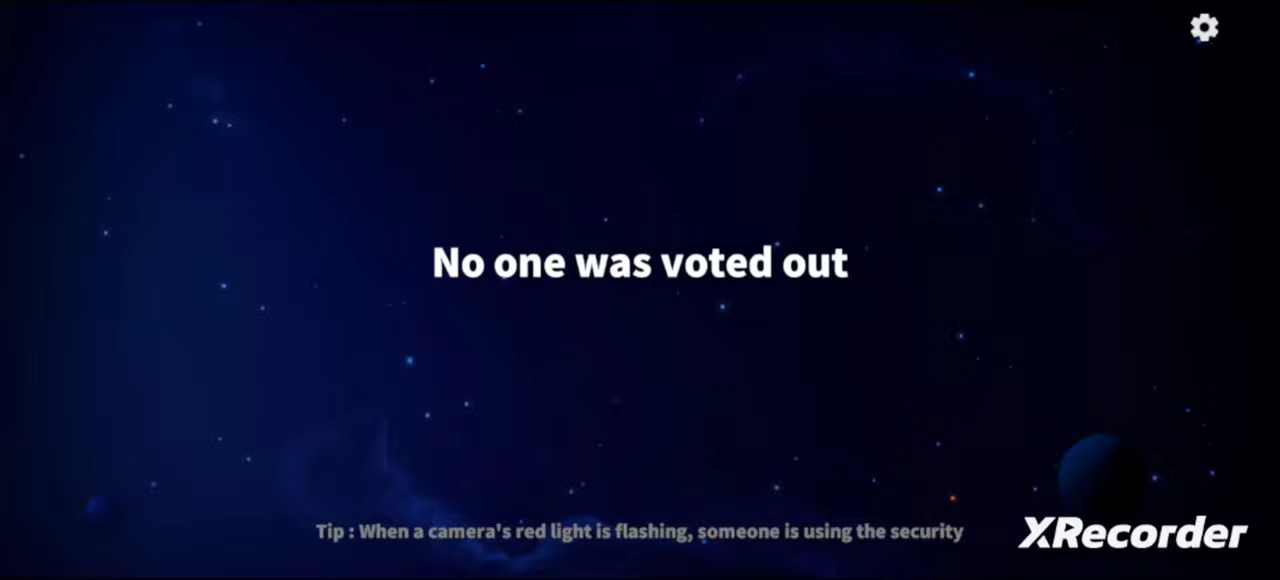 No one was voted out
Tip : When a camera's red light is flashing, someone is using the security
XRecorder